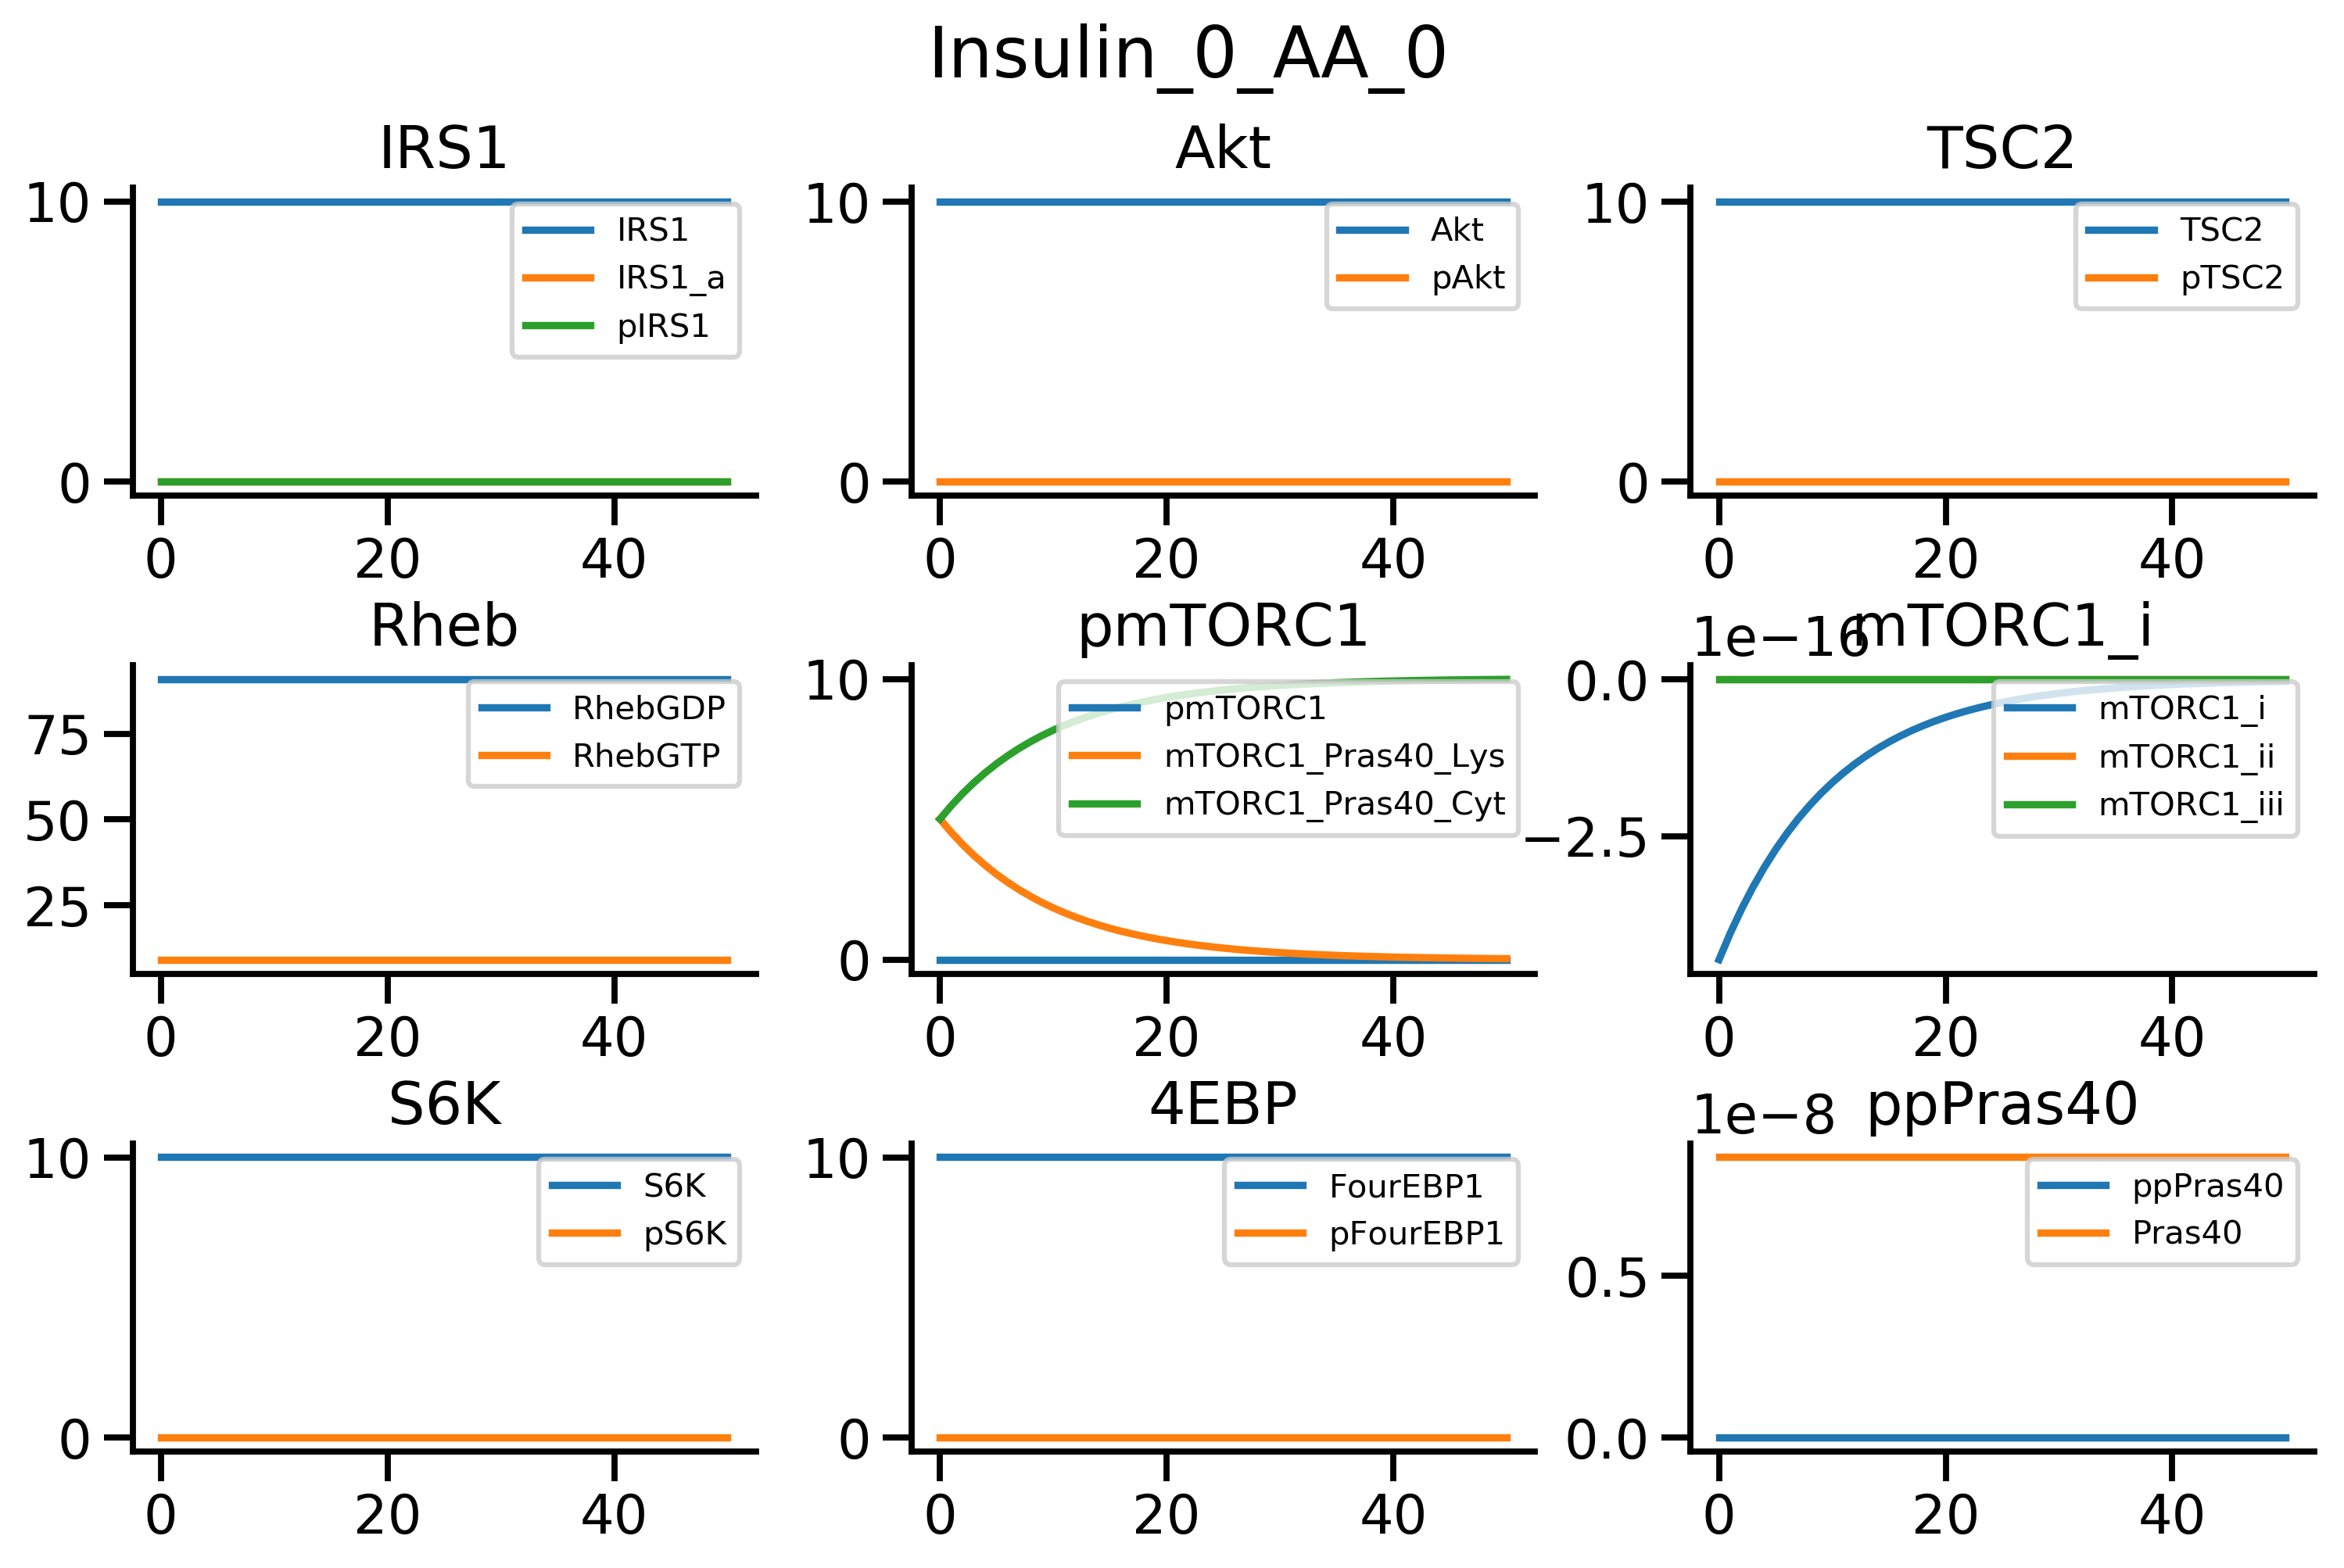 Insulin_0_AA_0
IRS1
10
0
0 20 40
IRS1
IRS1_a
pIRS1
Akt
10
0
0 20 40
Akt
pAkt
TSC2
10
0
0 20 40
TSC2
pTSC2
Rheb
75
50
25
0 20 40
RhebGDP
RhebGTP
pmTORC1
10
0
0 20 40
pmTORC1
mTORC1_Pras40_Lys
mTORC1_Pras40_Cyt
mTORC1_i
1e−16
0.0
−2.5
0 20 40
mTORC1_i
mTORC1_ii
mTORC1_iii
S6K
10
0
0 20 40
S6K
pS6K
4EBP
10
0
0 20 40
FourEBP1
pFourEBP1
ppPras40
1e−8
0.5
0.0
0 20 40
ppPras40
Pras40